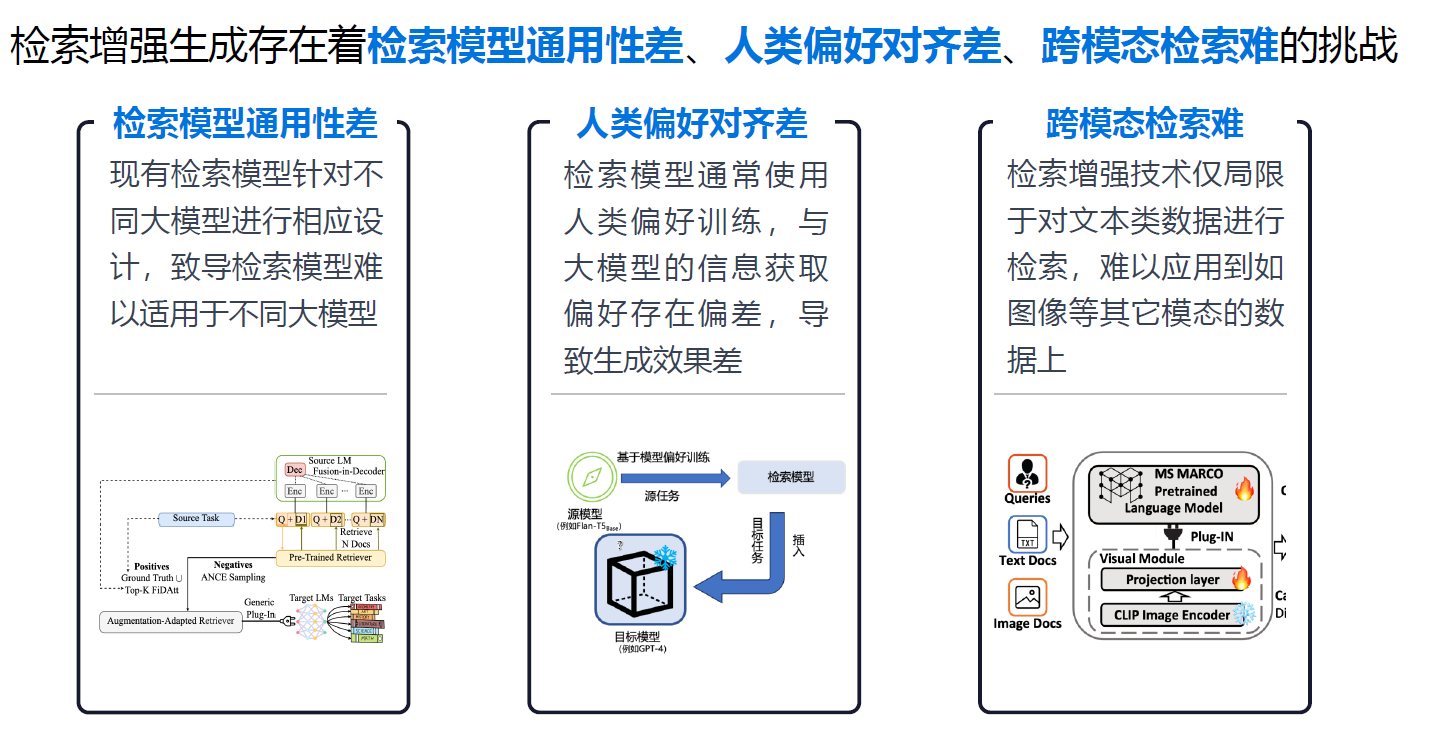 检索增强生成存在着检索模型通用性差、人类偏好对齐差、跨模态检索难的挑战
检索模型通用性差
现有检索模型针对不
同大模型进行相应设
计，致导检索模型难
以适用于不同大模型
Source LM
Fusion-in-Decoder
Dec
Enc
Enc
...
Enc
Source Task
Q + D1
Q + D2
...
Q + DN
Retrieve
N Docs
Pre-Trained Retriever
Positives
Ground Truth ∪
Top-K FiDAtt
Negatives
ANCE Sampling
Augmentation-Adapted Retriever
Generic
Plug-In
Target LMs
Target Tasks
人类偏好对齐差
检索模型通常使用
人类偏好训练，与
大模型的信息获取
偏好存在偏差，导
致生成效果差
基于模型偏好训练
源任务
检索模型
源模型
(例如Flan-T5Base)
目标任务
插入
?
目标模型
(例如GPT-4)
跨模态检索难
检索增强技术仅局限
于对文本类数据进行
检索，难以应用到如
图像等其它模态的数
据上
Queries
TXT
Text Docs
Image Docs
MS MARCO
Pretrained
Language Model
Plug-IN
Visual Module
Projection layer
CLIP Image Encoder
Ca
Di